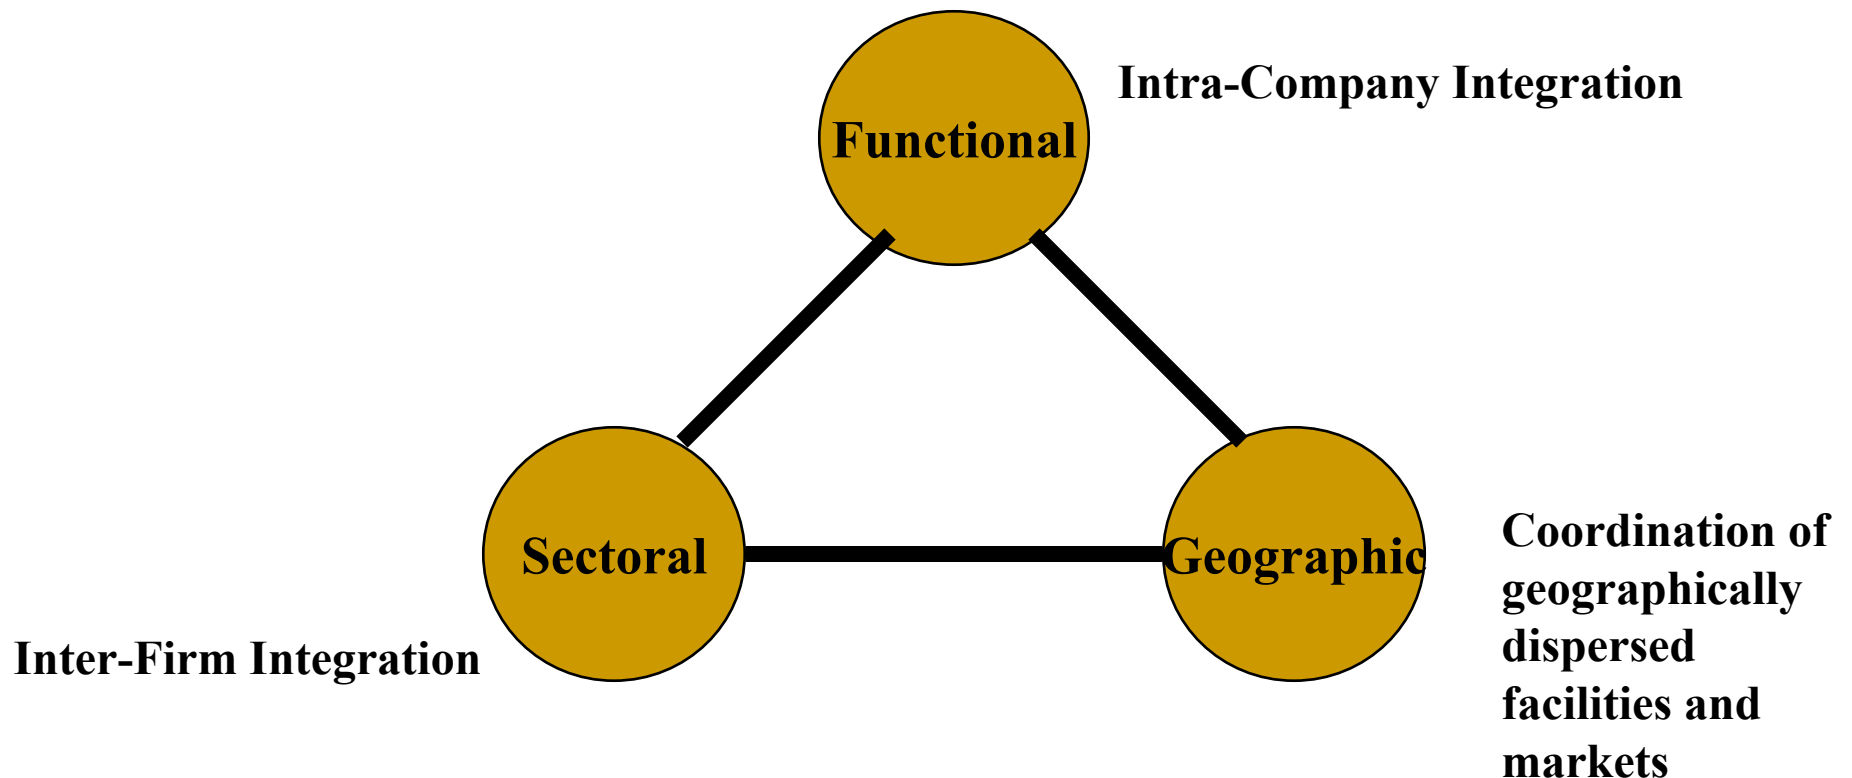 Intra-Company Integration
Functional
Sectoral
Geographic
Inter-Firm Integration
Coordination of
geographically
dispersed
facilities and
markets